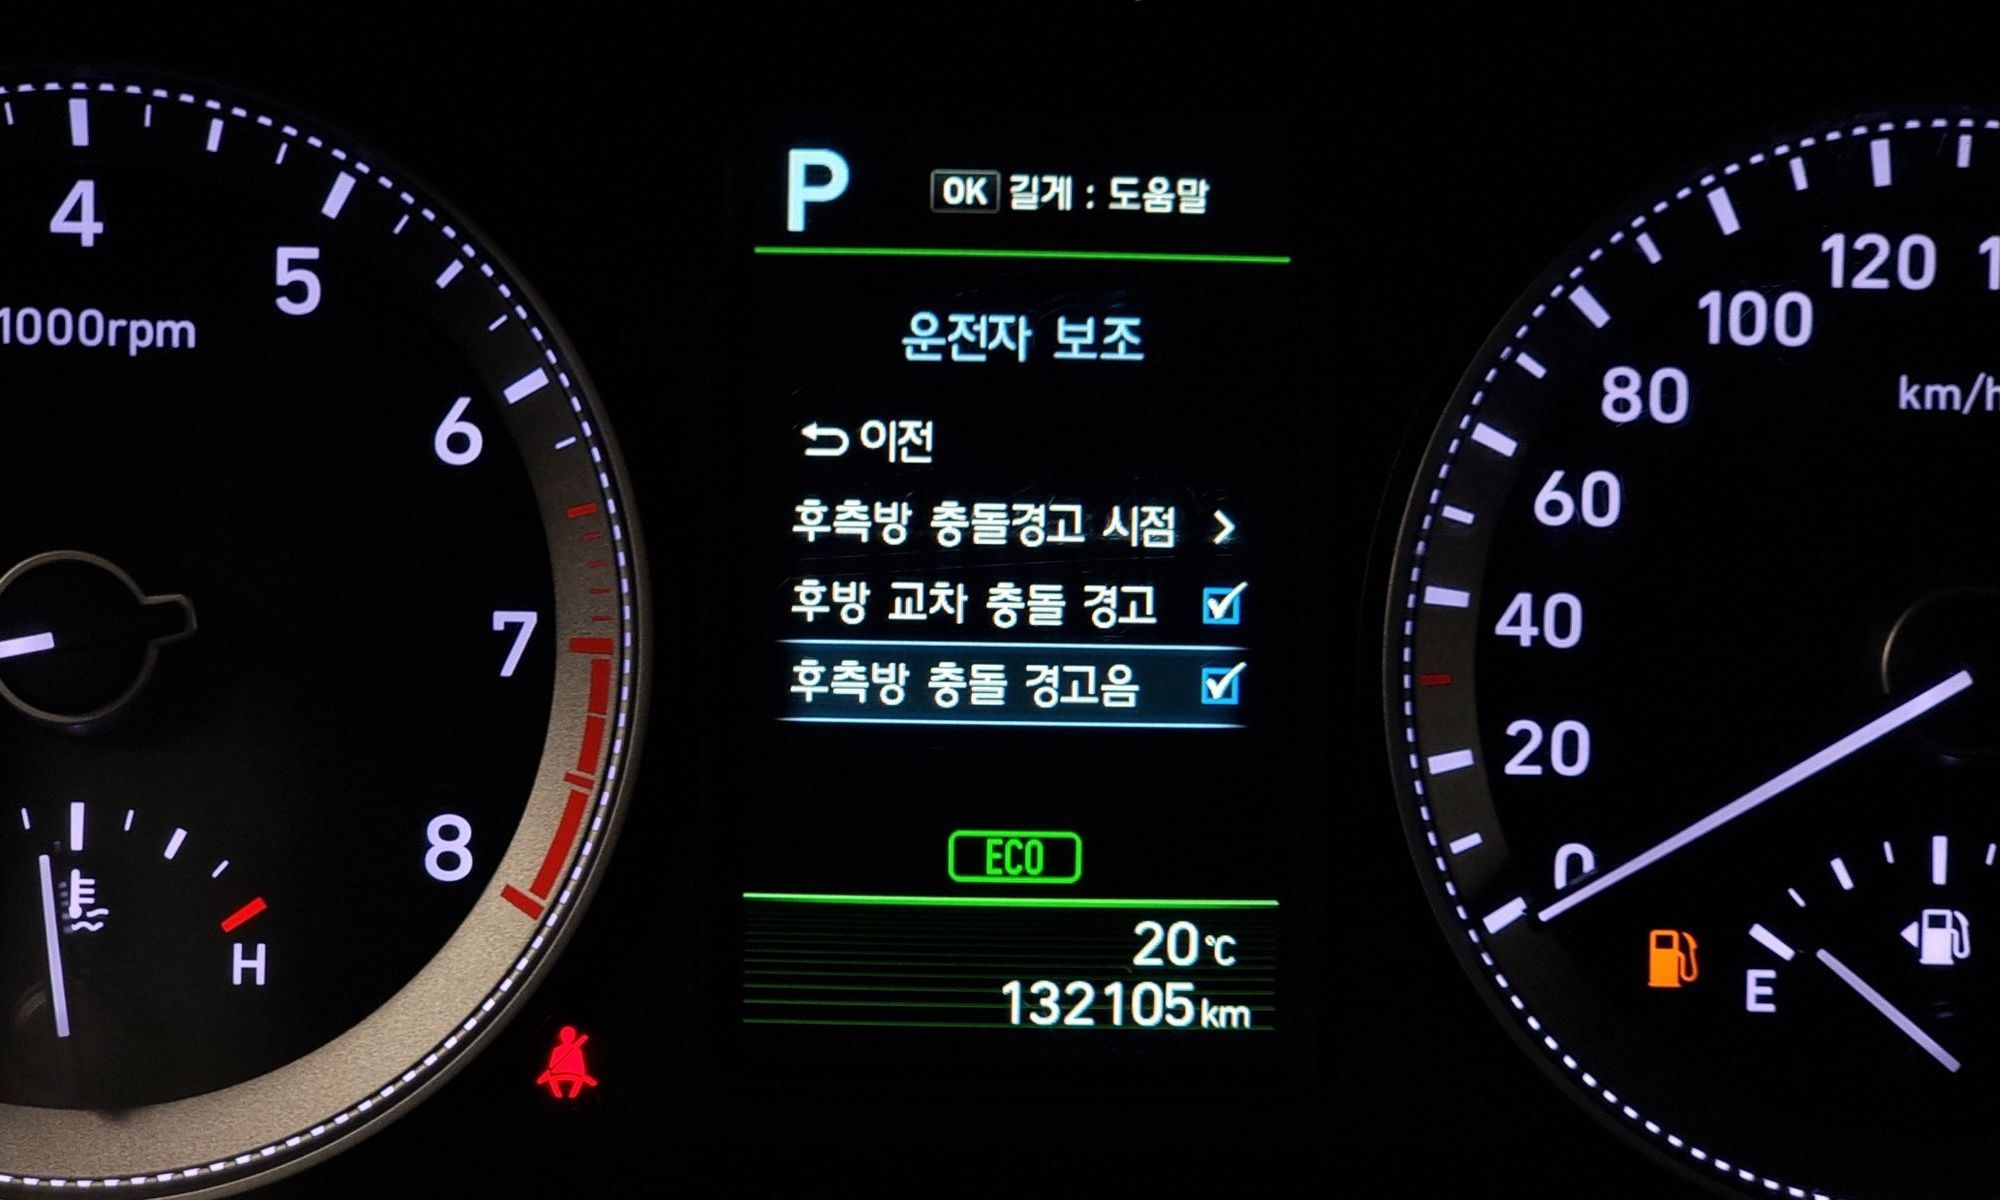 P
OK 길게 : 도움말
운전자 보조
이전
후측방 충돌경고 시점
후방 교차 충돌 경고
후측방 충돌 경고음
ECO
20℃
132105km
4
5
1000rpm
6
7
8
H
120
100
km/h
80
60
40
20
0
E